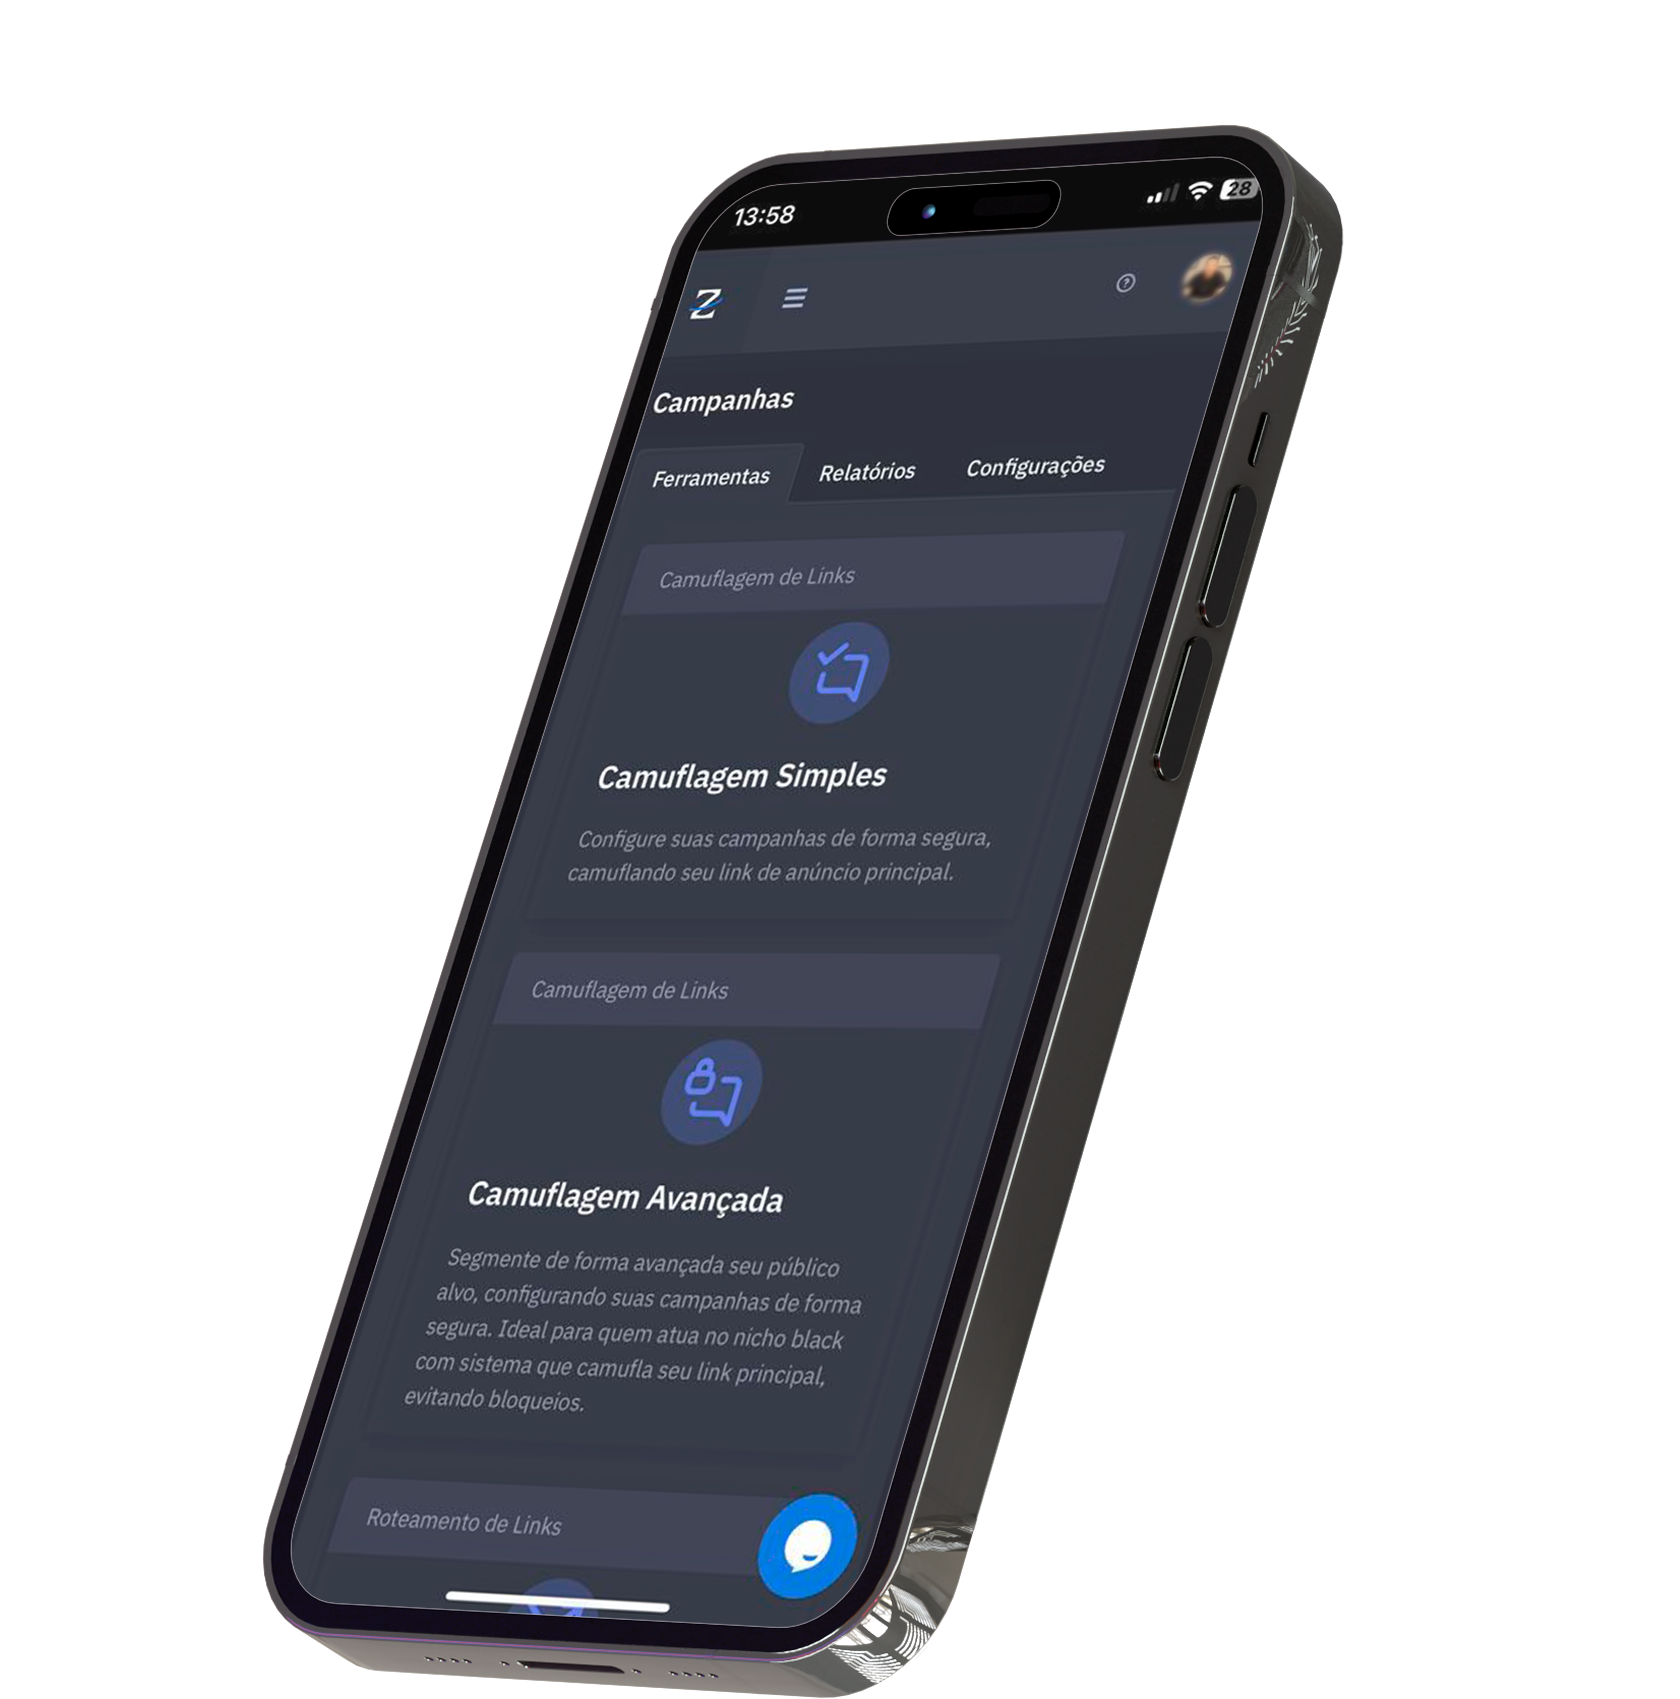 13:58
28
Z
Campanhas
Ferramentas Relatórios Configurações
Camuflagem de Links
Camuflagem Simples
Configure suas campanhas de forma segura,
camuflando seu link de anúncio principal.
Camuflagem de Links
Camuflagem Avançada
Segmente de forma avançada seu público
alvo, configurando suas campanhas de forma
segura. Ideal para quem atua no nicho black
com sistema que camufla seu link principal,
evitando bloqueios.
Roteamento de Links